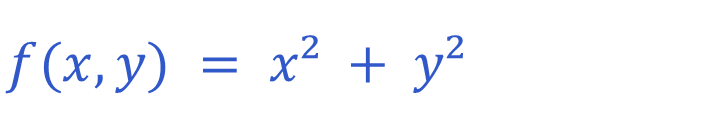 f(x, y) = x² + y²